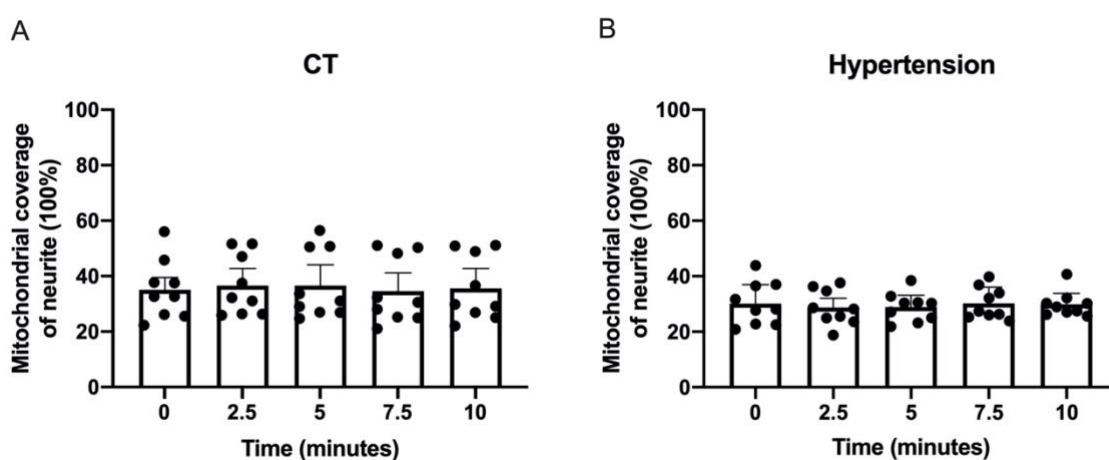 A
CT
Mitochondrial coverage
of neurite (100%)
100
80
60
40
20
0
0 2.5 5 7.5 10
Time (minutes)
B
Hypertension
Mitochondrial coverage
of neurite (100%)
100
80
60
40
20
0
0 2.5 5 7.5 10
Time (minutes)